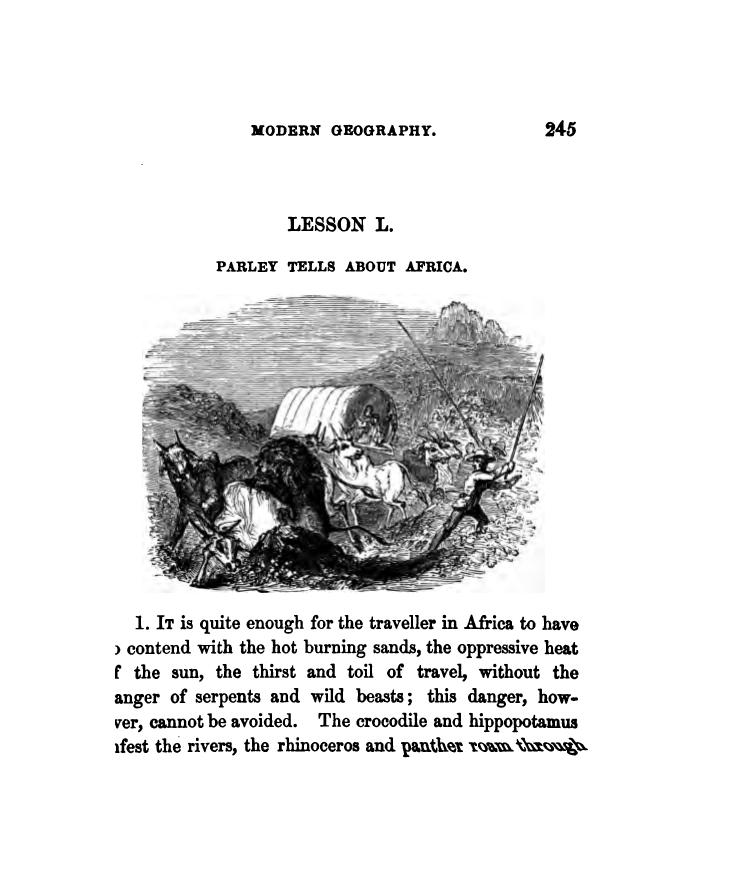 MODERN GEOGRAPHY. 245
LESSON L.
PARLEY TELLS ABOUT AFRICA.
1. IT is quite enough for the traveller in Africa to have
contend with the hot burning sands, the oppressive heat
the sun, the thirst and toil of travel, without the
anger of serpents and wild beasts; this danger, how-
ver, cannot be avoided. The crocodile and hippopotamus
fest the rivers, the rhinoceros and panther roam through